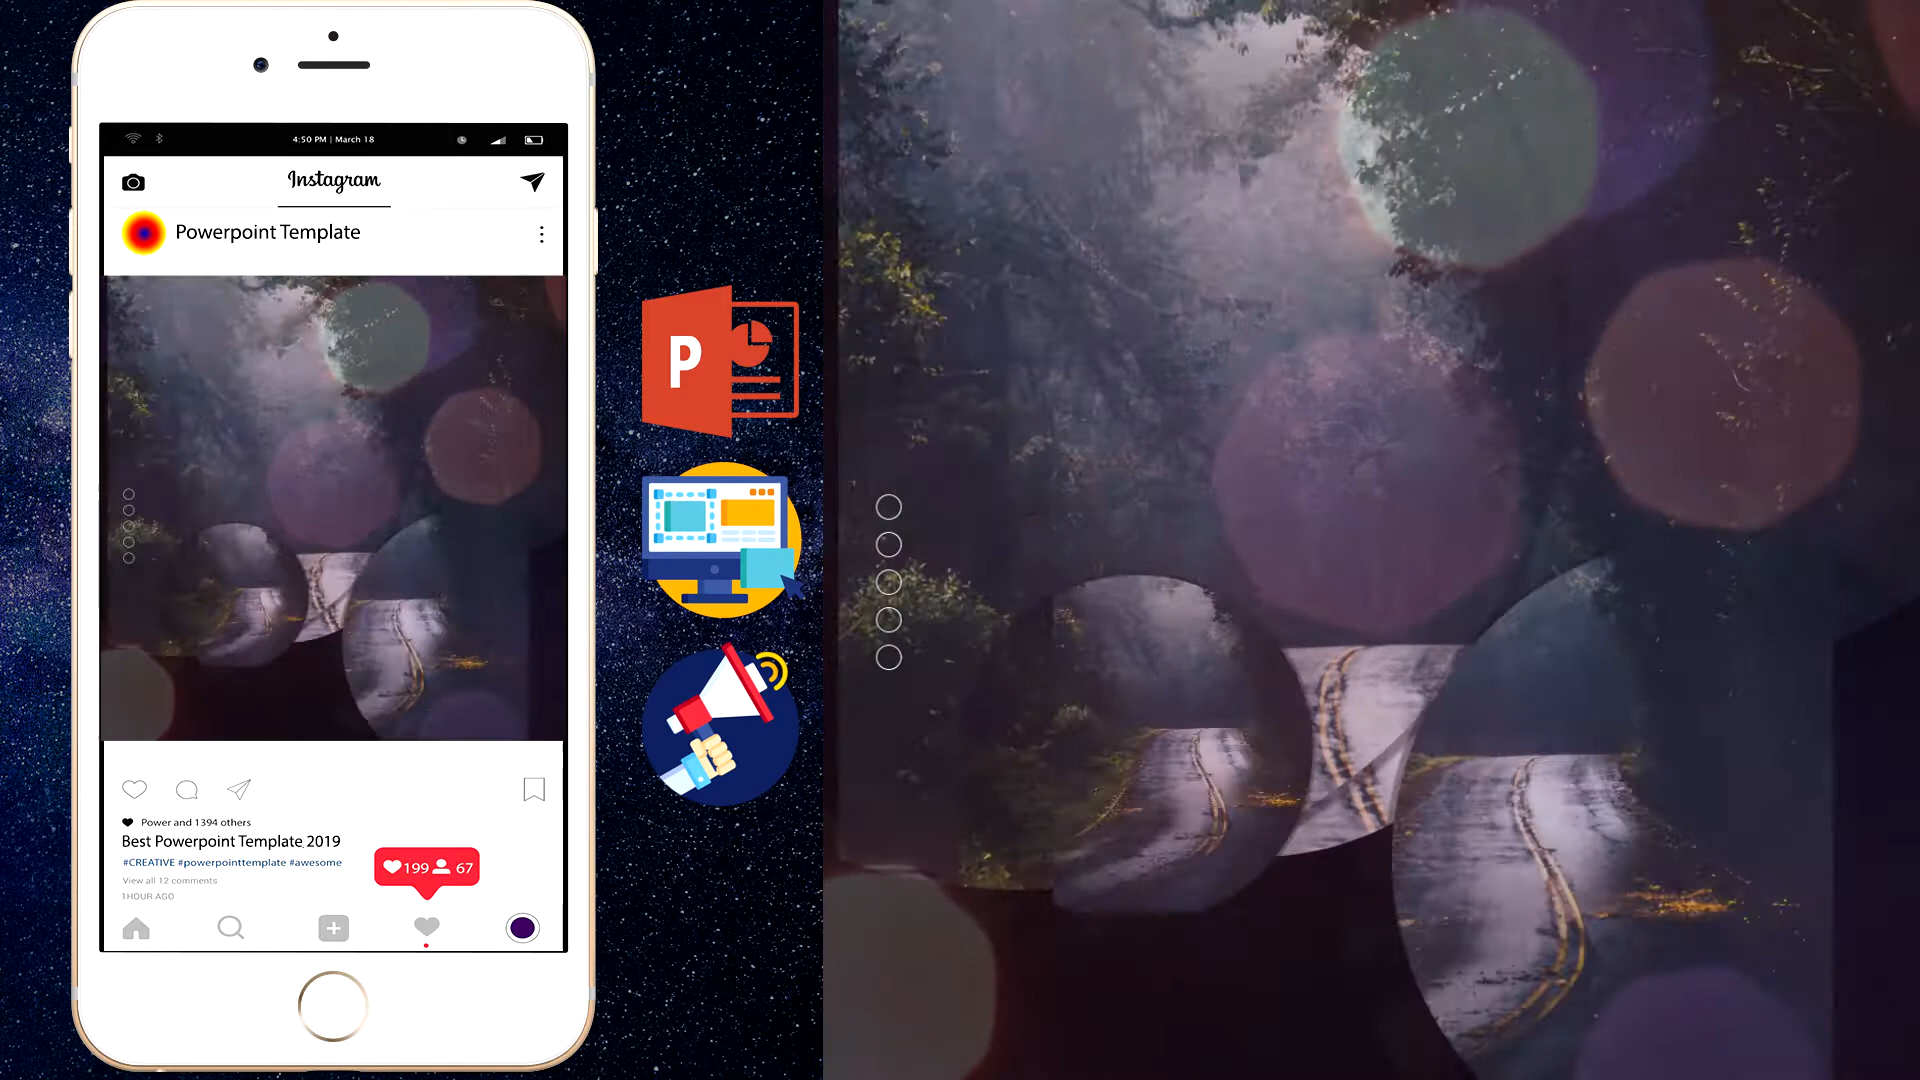 4:50 PM | March 18
Instagram
Powerpoint Template
P
Power and 1394 others
Best Powerpoint Template 2019
#CREATIVE #powerpointtemplate #awesome
199 67
View all 12 comments
1HOUR AGO